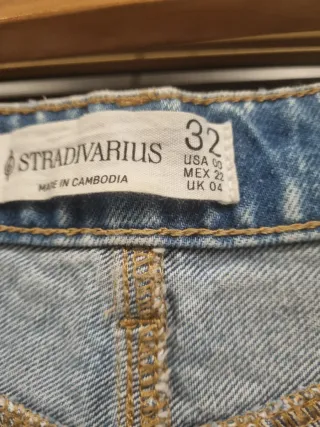 STRADIVARIUS
MADE IN CAMBODIA
32
USA 00
MEX 22
UK 04